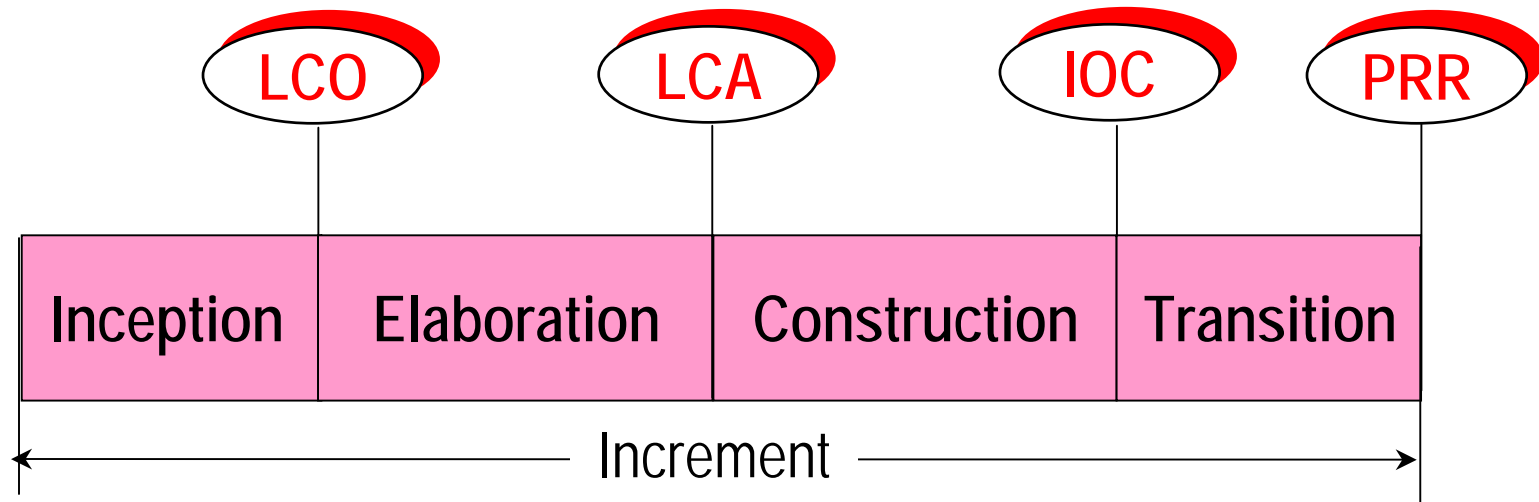 LCO LCA IOC PRR
Inception Elaboration Construction Transition
Increment